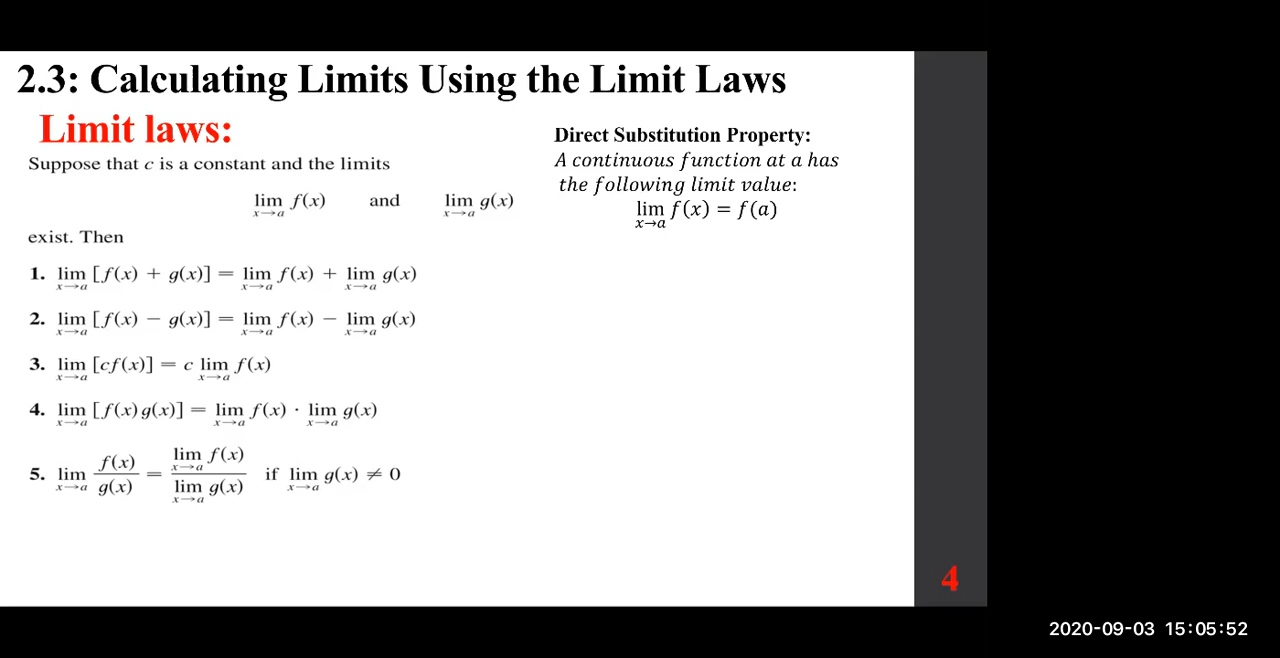 2.3: Calculating Limits Using the Limit Laws
Limit laws:
Suppose that c is a constant and the limits
lim x→a f(x) and lim x→a g(x)
exist. Then
1. lim x→a [f(x) + g(x)] = lim x→a f(x) + lim x→a g(x)
2. lim x→a [f(x) − g(x)] = lim x→a f(x) − lim x→a g(x)
3. lim x→a [cf(x)] = c lim x→a f(x)
4. lim x→a [f(x)g(x)] = lim x→a f(x) · lim x→a g(x)
5. lim x→a f(x)/g(x) = lim x→a f(x) / lim x→a g(x) if lim x→a g(x) ≠ 0
Direct Substitution Property:
A continuous function at a has
the following limit value:
lim x→a f(x) = f(a)
4
2020-09-03 15:05:52